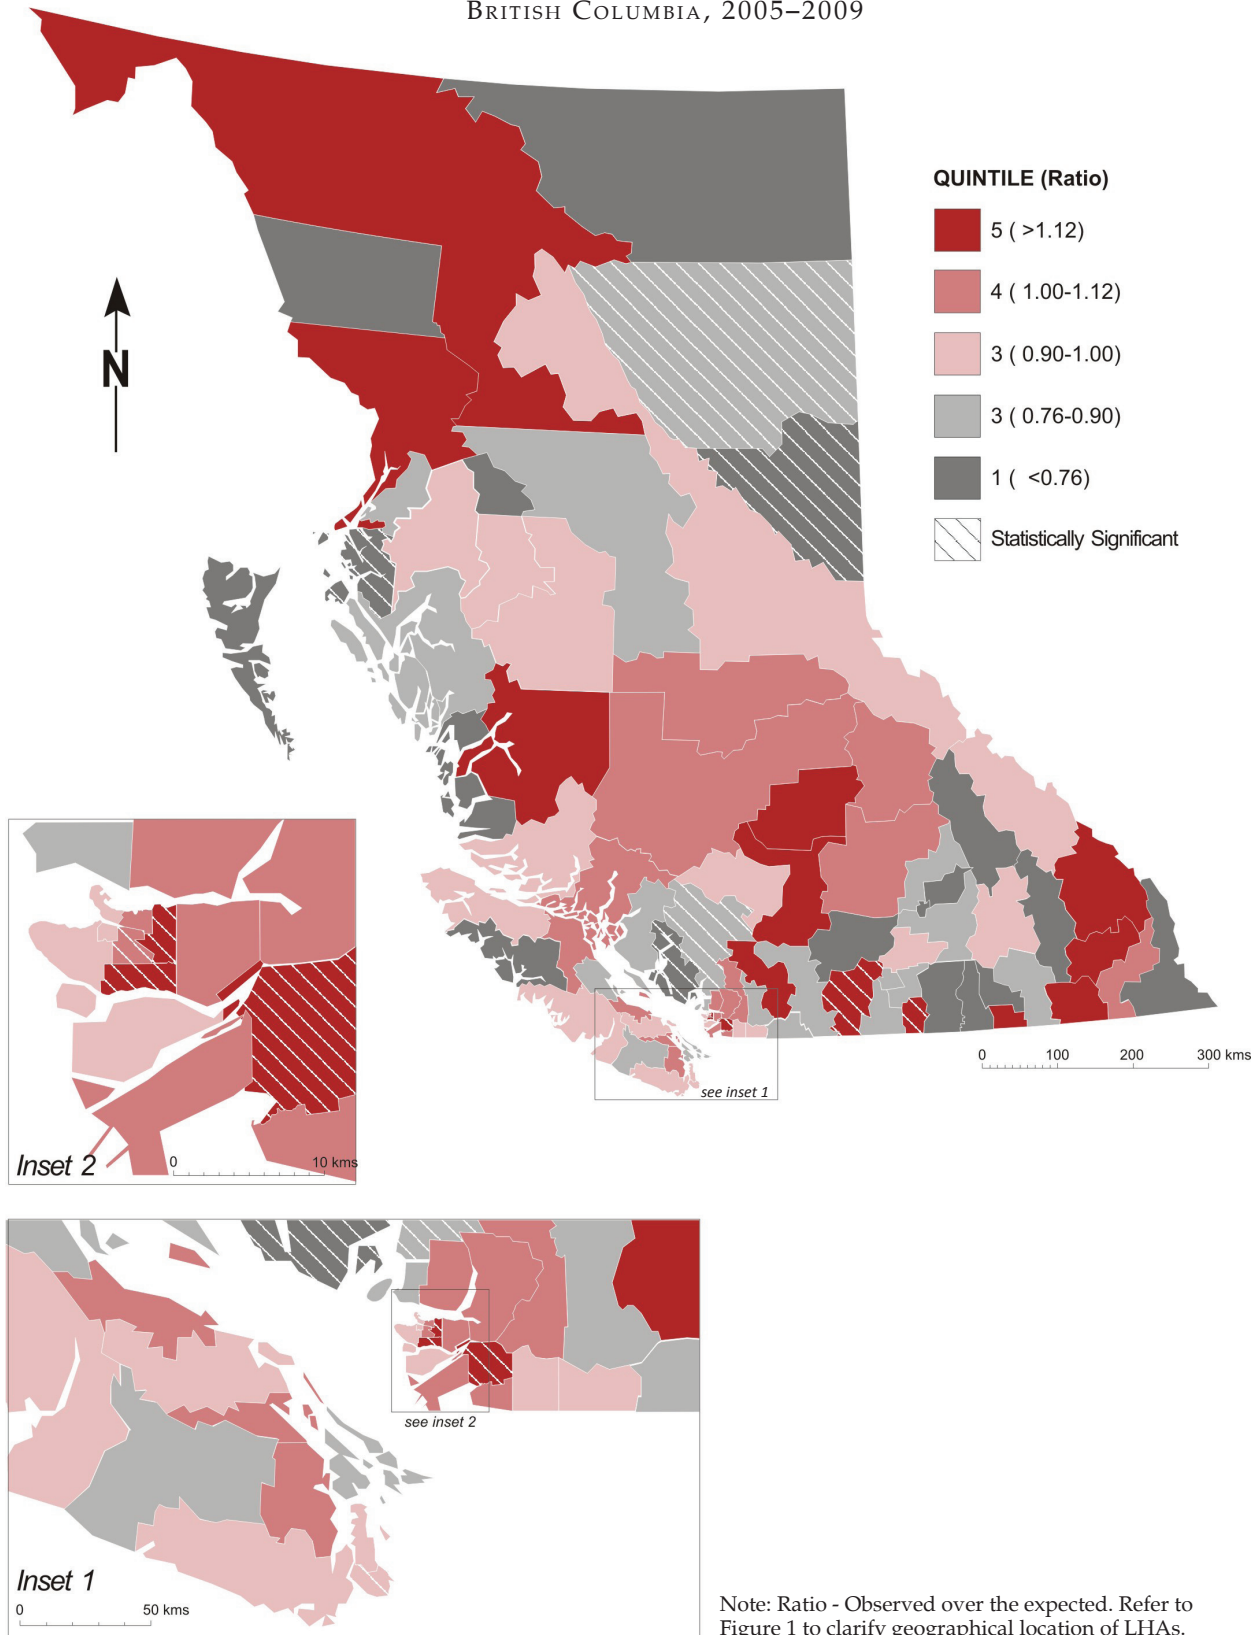 BRITISH COLUMBIA, 2005–2009
QUINTILE (Ratio)
5 ( >1.12)
4 ( 1.00-1.12)
3 ( 0.90-1.00)
3 ( 0.76-0.90)
1 ( <0.76)
Statistically Significant
N
0 100 200 300 kms
see inset 1
Inset 2
0 10 kms
see inset 2
Inset 1
0 50 kms
Note: Ratio - Observed over the expected. Refer to
Figure 1 to clarify geographical location of LHAs.